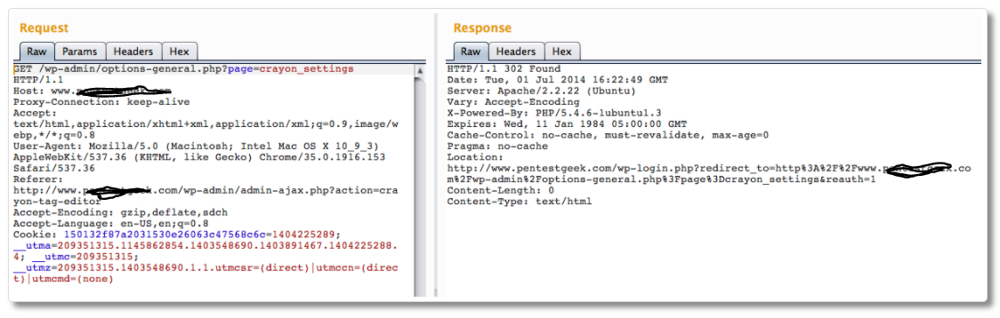 Request
Raw Params Headers Hex
GET /wp-admin/options-general.php?page=crayon_settings
HTTP/1.1
Host: www.
Proxy-Connection: keep-alive
Accept:
text/html,application/xhtml+xml,application/xml;q=0.9,image/w
ebp,*/*;q=0.8
User-Agent: Mozilla/5.0 (Macintosh; Intel Mac OS X 10_9_3)
AppleWebKit/537.36 (KHTML, like Gecko) Chrome/35.0.1916.153
Safari/537.36
Referer:
http://www. .com/wp-admin/admin-ajax.php?action=cra
yon-tag-editor
Accept-Encoding: gzip,deflate,sdch
Accept-Language: en-US,en;q=0.8
Cookie: 150132f87a2031530e26063c47568c6c=1404225289;
__utma=209351315.1145862854.1403548690.1403891467.1404225288.
4; __utmc=209351315;
__utmz=209351315.1403548690.1.1.utmcsr=(direct)|utmccn=(direc
t)|utmcmd=(none)
Response
Raw Headers Hex
HTTP/1.1 302 Found
Date: Tue, 01 Jul 2014 16:22:49 GMT
Server: Apache/2.2.22 (Ubuntu)
Vary: Accept-Encoding
X-Powered-By: PHP/5.4.6-1ubuntu1.3
Expires: Wed, 11 Jan 1984 05:00:00 GMT
Cache-Control: no-cache, must-revalidate, max-age=0
Pragma: no-cache
Location:
http://www.pentestgeek.com/wp-login.php?redirect_to=http%3A%2F%2Fwww. .co
m%2Fwp-admin%2Foptions-general.php%3Fpage%3Dcrayon_settings&reauth=1
Content-Length: 0
Content-Type: text/html